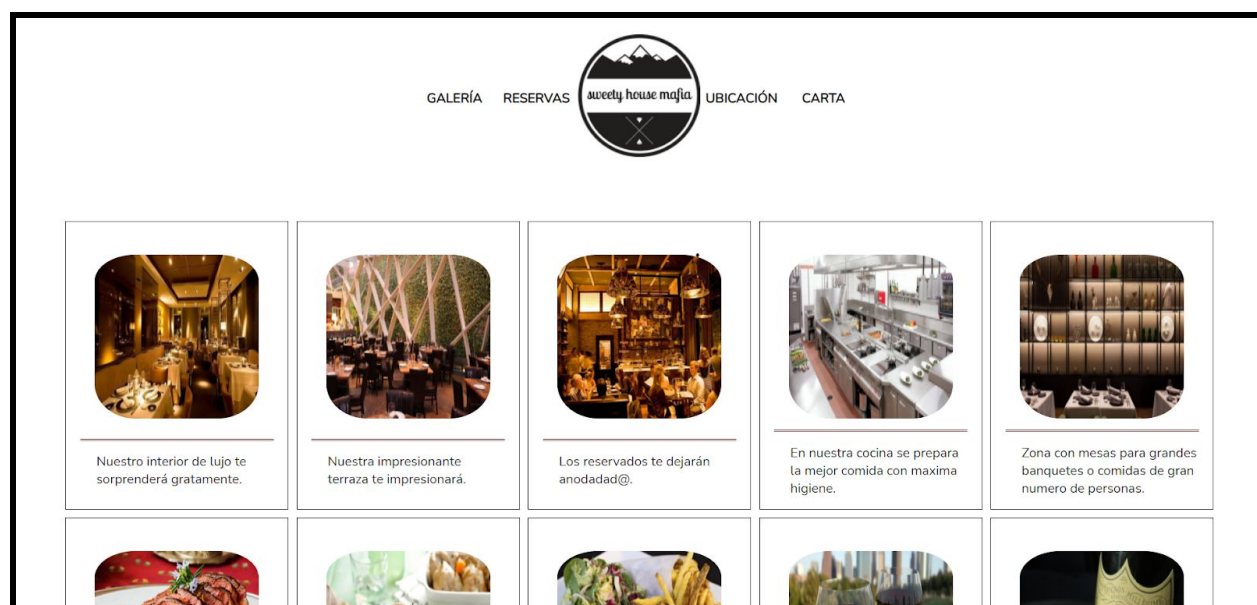 GALERÍA RESERVAS sweety house mafia UBICACIÓN CARTA
Nuestro interior de lujo te
sorprenderá gratamente.
Nuestra impresionante
terraza te impresionará.
Los reservados te dejarán
anodadad@.
En nuestra cocina se prepara
la mejor comida con maxima
higiene.
Zona con mesas para grandes
banquetes o comidas de gran
numero de personas.